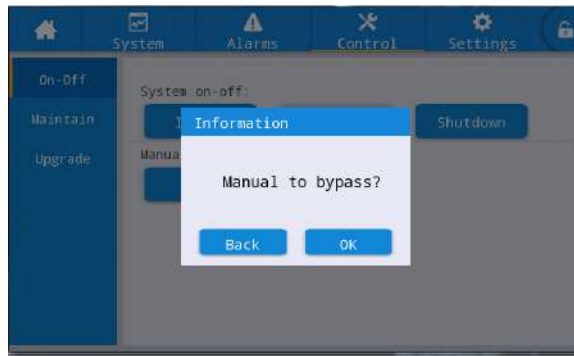 System
Alarms
Control
Settings
On-Off
Maintain
Upgrade
System on-off:
Shutdown
Information
Manual to bypass?
Back
OK